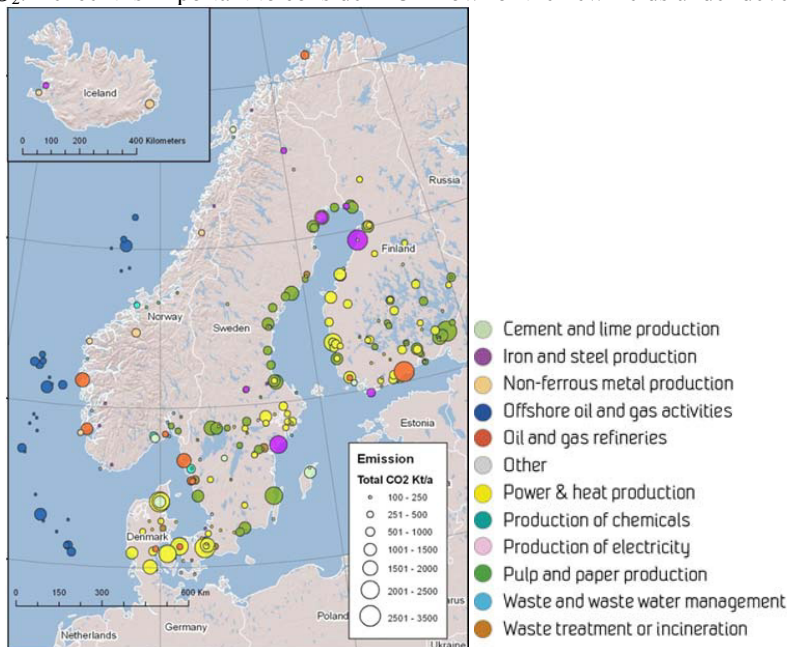 Iceland
0 100 200 400 Kilometers
Russia
Finland
Norway
Sweden
Estonia
Denmark
Poland
Germany
Netherlands
Ukraine
0 150 300 600 Km
Emission
Total CO2 Kt/a
100 - 250
251 - 500
501 - 1000
1001 - 1500
1501 - 2000
2001 - 2500
2501 - 3500
Cement and lime production
Iron and steel production
Non-ferrous metal production
Offshore oil and gas activities
Oil and gas refineries
Other
Power & heat production
Production of chemicals
Production of electricity
Pulp and paper production
Waste and waste water management
Waste treatment or incineration